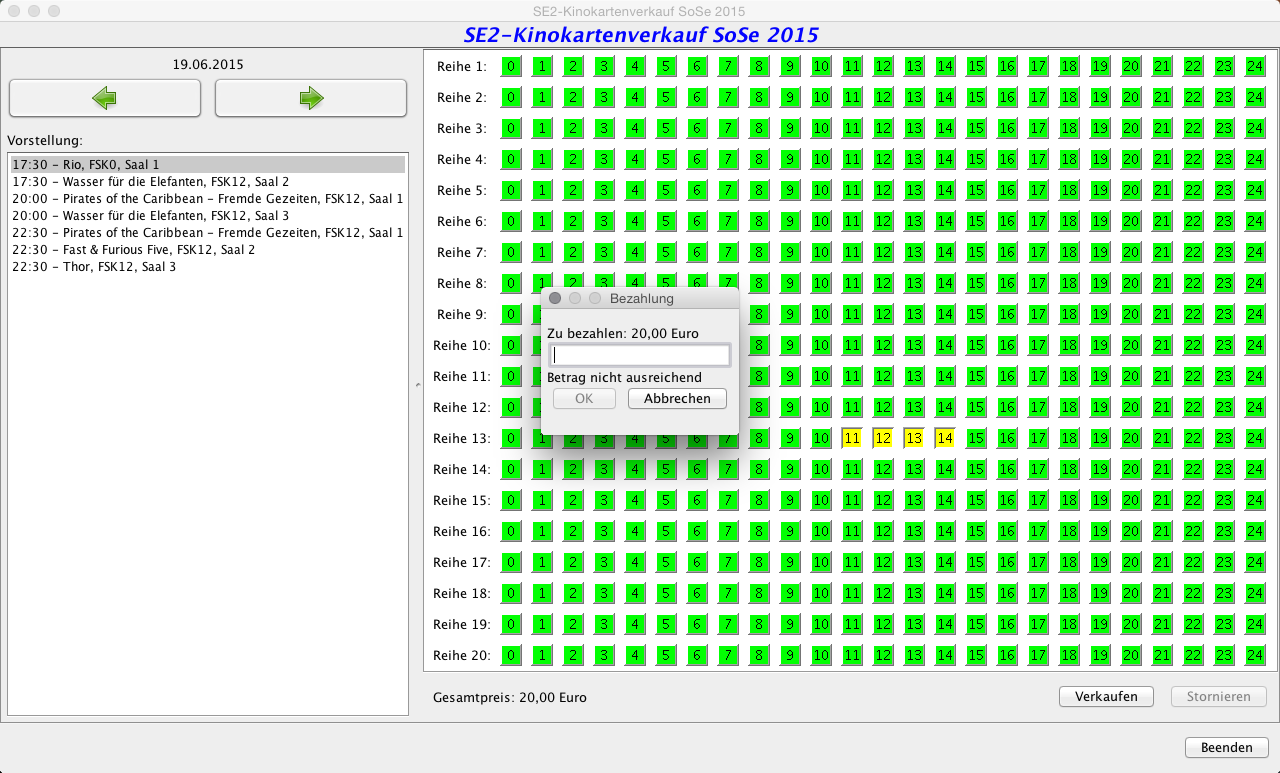 SE2-Kinokartenverkauf SoSe 2015
SE2-Kinokartenverkauf SoSe 2015
19.06.2015
Vorstellung:
17:30 - Rio, FSK0, Saal 1
17:30 - Wasser für die Elefanten, FSK12, Saal 2
20:00 - Pirates of the Caribbean - Fremde Gezeiten, FSK12, Saal 1
20:00 - Wasser für die Elefanten, FSK12, Saal 3
22:30 - Pirates of the Caribbean - Fremde Gezeiten, FSK12, Saal 1
22:30 - Fast & Furious Five, FSK12, Saal 2
22:30 - Thor, FSK12, Saal 3
Reihe 1: 0 1 2 3 4 5 6 7 8 9 10 11 12 13 14 15 16 17 18 19 20 21 22 23 24
Reihe 2: 0 1 2 3 4 5 6 7 8 9 10 11 12 13 14 15 16 17 18 19 20 21 22 23 24
Reihe 3: 0 1 2 3 4 5 6 7 8 9 10 11 12 13 14 15 16 17 18 19 20 21 22 23 24
Reihe 4: 0 1 2 3 4 5 6 7 8 9 10 11 12 13 14 15 16 17 18 19 20 21 22 23 24
Reihe 5: 0 1 2 3 4 5 6 7 8 9 10 11 12 13 14 15 16 17 18 19 20 21 22 23 24
Reihe 6: 0 1 2 3 4 5 6 7 8 9 10 11 12 13 14 15 16 17 18 19 20 21 22 23 24
Reihe 7: 0 1 2 3 4 5 6 7 8 9 10 11 12 13 14 15 16 17 18 19 20 21 22 23 24
Reihe 8: 0 1 2 3 4 5 6 7 8 9 10 11 12 13 14 15 16 17 18 19 20 21 22 23 24
Reihe 9: 0 8 9 10 11 12 13 14 15 16 17 18 19 20 21 22 23 24
Reihe 10: 0 8 9 10 11 12 13 14 15 16 17 18 19 20 21 22 23 24
Reihe 11: 0 8 9 10 11 12 13 14 15 16 17 18 19 20 21 22 23 24
Reihe 12: 0 8 9 10 11 12 13 14 15 16 17 18 19 20 21 22 23 24
Reihe 13: 0 1 2 3 4 5 6 7 8 9 10 11 12 13 14 15 16 17 18 19 20 21 22 23 24
Reihe 14: 0 1 2 3 4 5 6 7 8 9 10 11 12 13 14 15 16 17 18 19 20 21 22 23 24
Reihe 15: 0 1 2 3 4 5 6 7 8 9 10 11 12 13 14 15 16 17 18 19 20 21 22 23 24
Reihe 16: 0 1 2 3 4 5 6 7 8 9 10 11 12 13 14 15 16 17 18 19 20 21 22 23 24
Reihe 17: 0 1 2 3 4 5 6 7 8 9 10 11 12 13 14 15 16 17 18 19 20 21 22 23 24
Reihe 18: 0 1 2 3 4 5 6 7 8 9 10 11 12 13 14 15 16 17 18 19 20 21 22 23 24
Reihe 19: 0 1 2 3 4 5 6 7 8 9 10 11 12 13 14 15 16 17 18 19 20 21 22 23 24
Reihe 20: 0 1 2 3 4 5 6 7 8 9 10 11 12 13 14 15 16 17 18 19 20 21 22 23 24
Bezahlung
Zu bezahlen: 20,00 Euro
Betrag nicht ausreichend
OK Abbrechen
Gesamtpreis: 20,00 Euro
Verkaufen Stornieren
Beenden